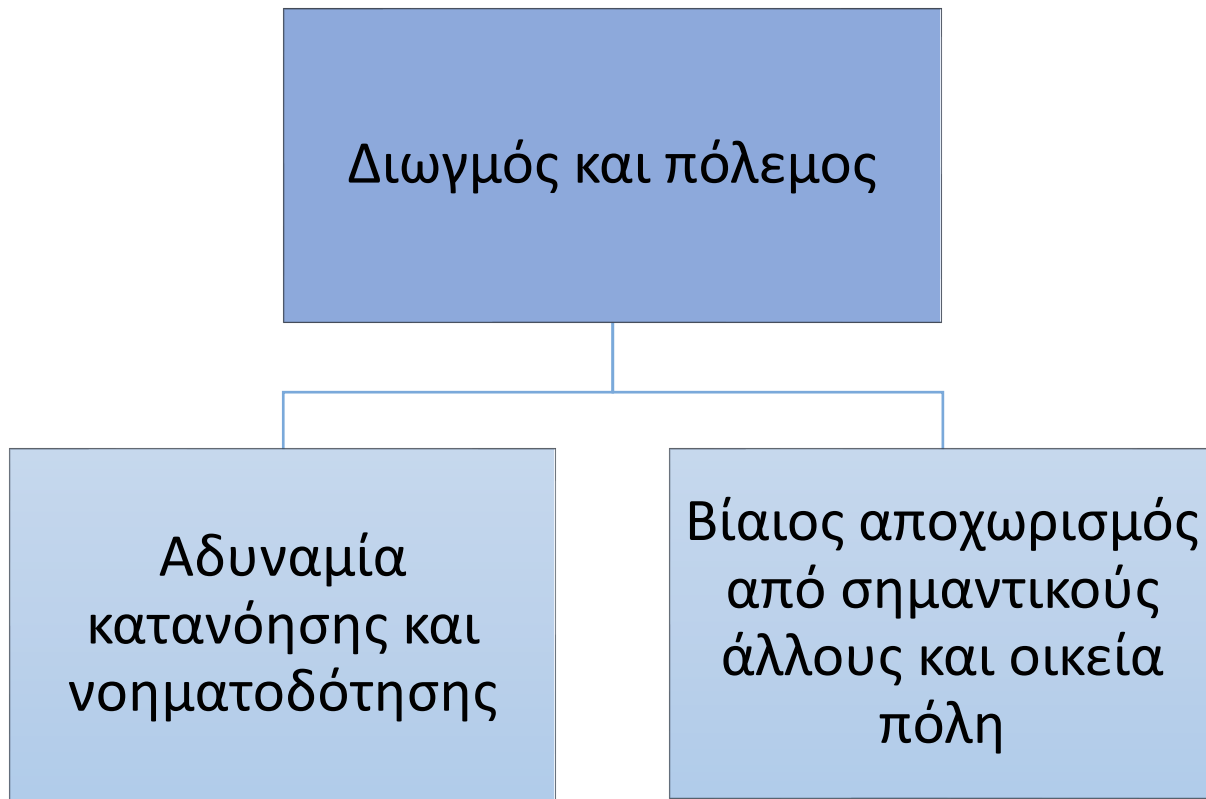 Διωγμός και πόλεμος
Αδυναμία
κατανόησης και
νοηματοδότησης
Βίαιος αποχωρισμός
από σημαντικούς
άλλους και οικεία
πόλη